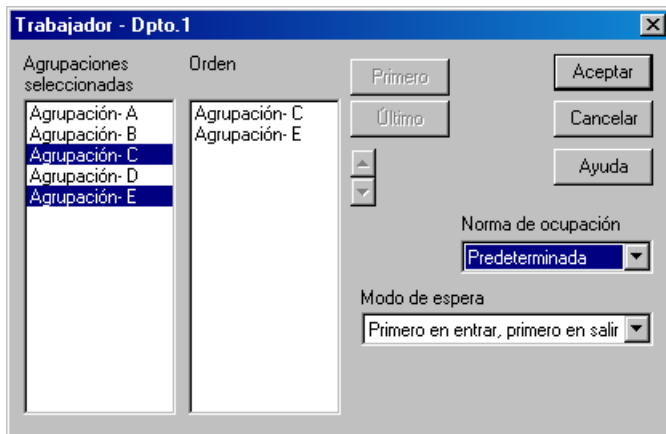 Trabajador - Dpto.1
Agrupaciones
seleccionadas
Agrupación- A
Agrupación- B
Agrupación- C
Agrupación- D
Agrupación- E
Orden
Agrupación- C
Agrupación- E
Primero
Último
Aceptar
Cancelar
Ayuda
Norma de ocupación
Predeterminada
Modo de espera
Primero en entrar, primero en salir